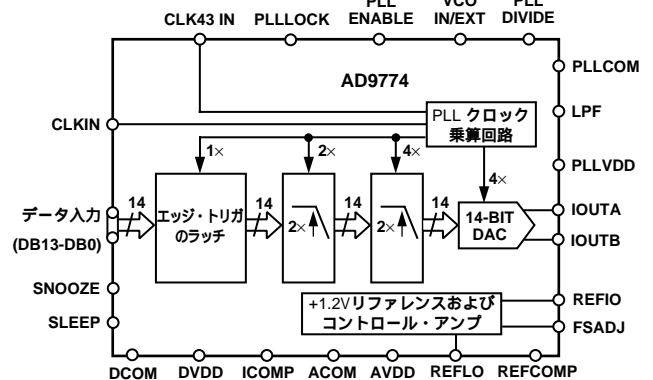 CLK43 IN
PLLLOCK
PLL
ENABLE
VCO
IN/EXT
PLL
DIVIDE
AD9774
PLLCOM
CLKIN
PLL クロック
乗算回路
LPF
1×
2×
4×
PLLVDD
4×
データ入力
(DB13-DB0)
14
エッジ・トリガ
のラッチ
14
2×
14
2×
14
14-BIT
DAC
IOUTA
IOUTB
SNOOZE
SLEEP
+1.2Vリファレンスおよび
コントロール・アンプ
REFIO
FSADJ
DCOM
DVDD
ICOMP
ACOM
AVDD
REFLO
REFCOMP